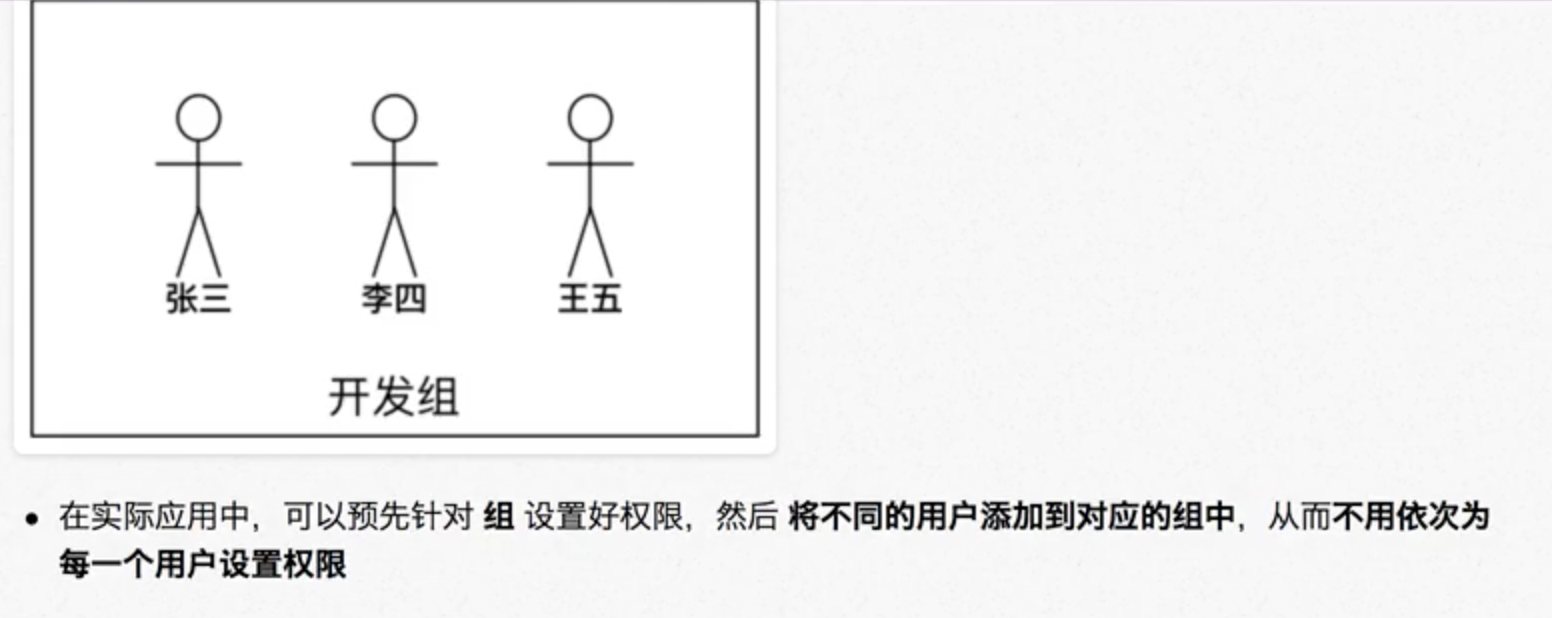 张三 李四 王五
开发组
在实际应用中，可以预先针对 组 设置好权限，然后 将不同的用户添加到对应的组中，从而不用依次为
每一个用户设置权限